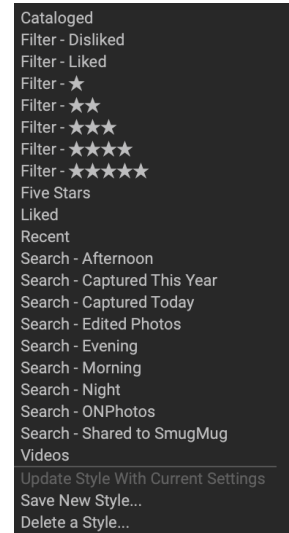 Cataloged
Filter - Disliked
Filter - Liked
Filter - ★
Filter - ★★
Filter - ★★★
Filter - ★★★★
Filter - ★★★★★
Five Stars
Liked
Recent
Search - Afternoon
Search - Captured This Year
Search - Captured Today
Search - Edited Photos
Search - Evening
Search - Morning
Search - Night
Search - ONPhotos
Search - Shared to SmugMug
Videos
Update Style With Current Settings
Save New Style...
Delete a Style...